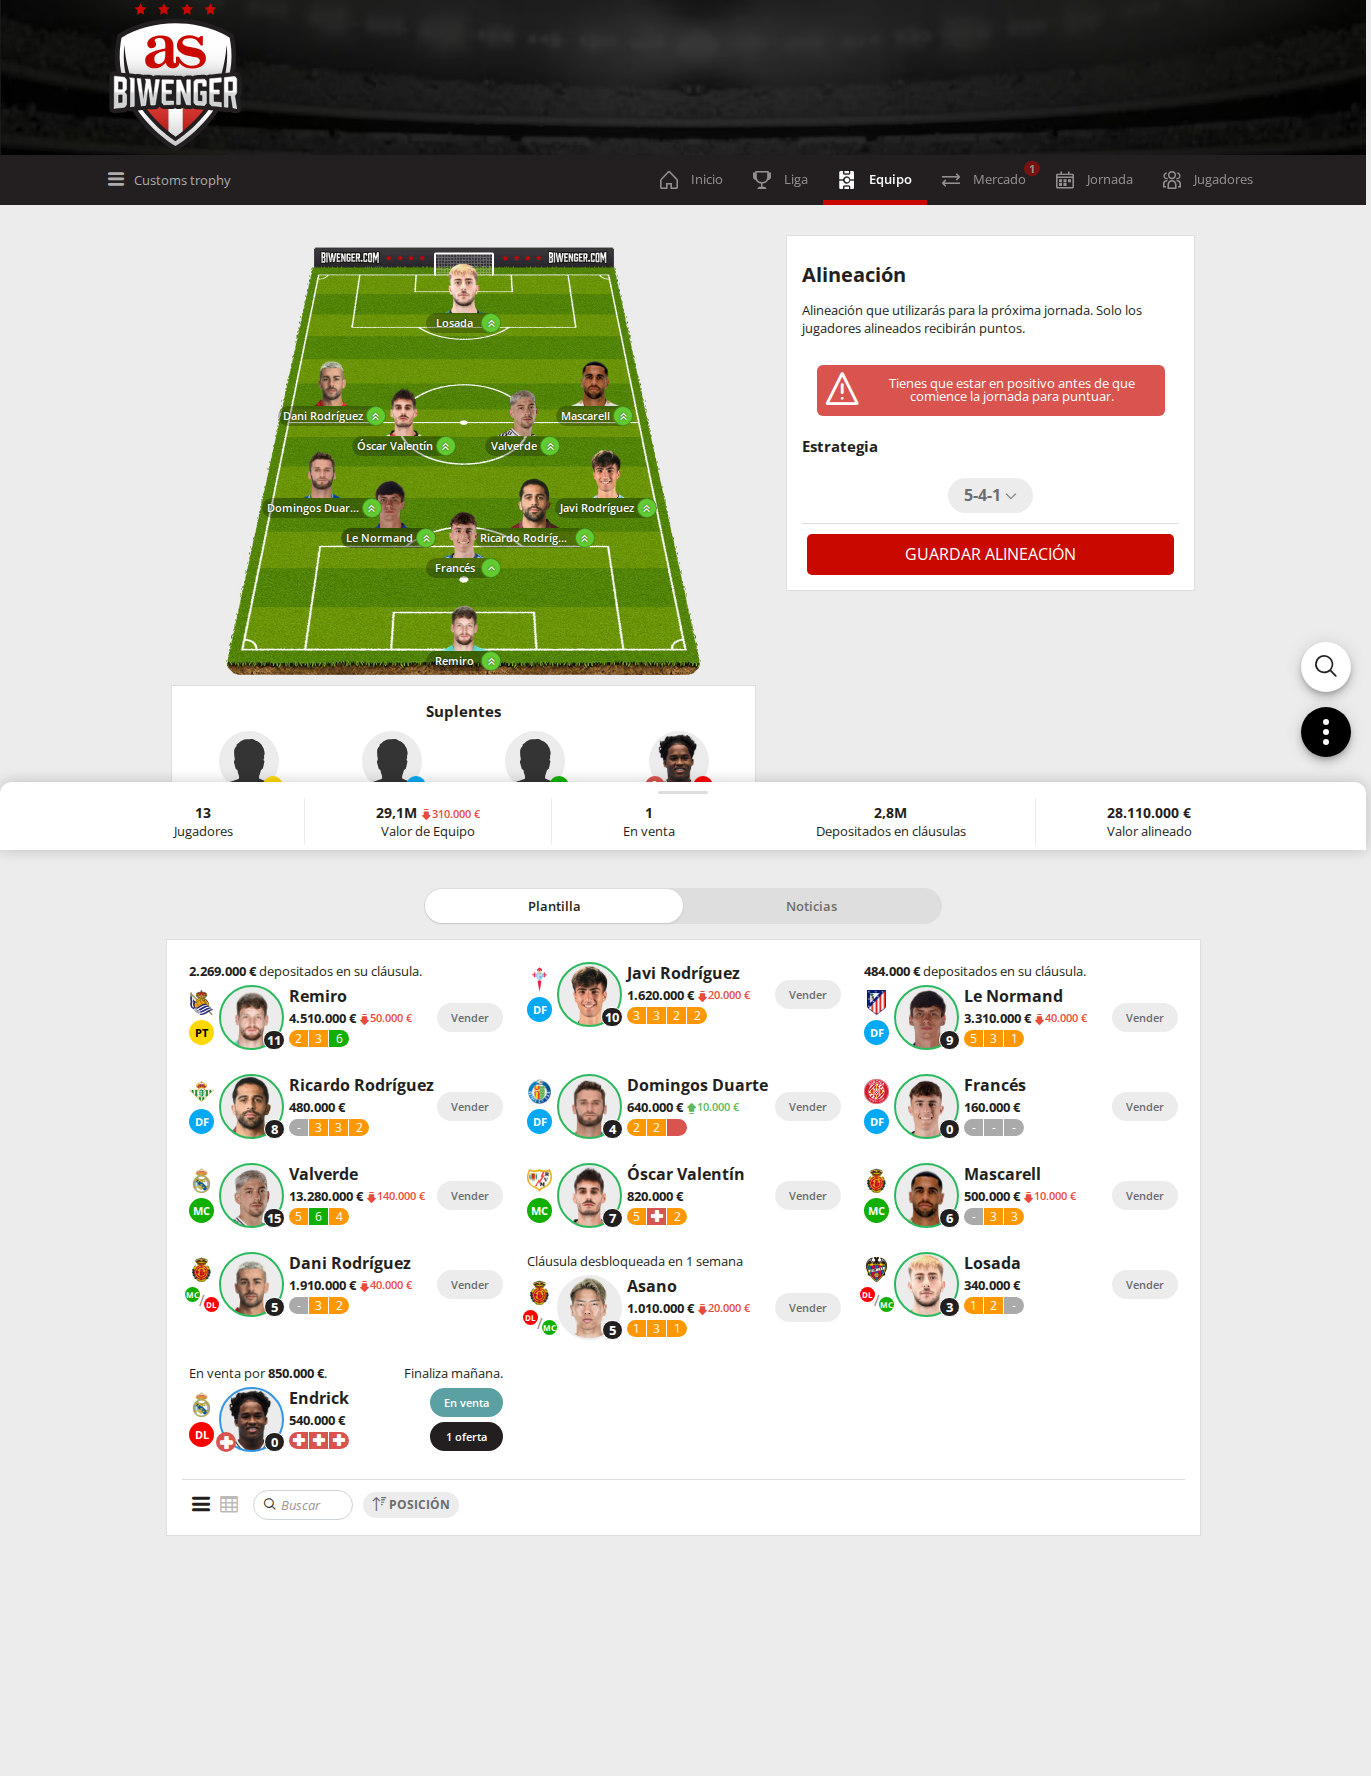 as
BIWENGER
Customs trophy
Inicio
Liga
Equipo
Mercado
1
Jornada
Jugadores
BIWENGER.COM
BIWENGER.COM
Losada
Dani Rodríguez
Mascarell
Óscar Valentín
Valverde
Domingos Duar...
Javi Rodríguez
Le Normand
Ricardo Rodríg...
Francés
Remiro
Alineación
Alineación que utilizarás para la próxima jornada. Solo los
jugadores alineados recibirán puntos.
Tienes que estar en positivo antes de que
comience la jornada para puntuar.
Estrategia
5-4-1
GUARDAR ALINEACIÓN
Suplentes
13
Jugadores
29,1M 310.000 €
Valor de Equipo
1
En venta
2,8M
Depositados en cláusulas
28.110.000 €
Valor alineado
Plantilla
Noticias
2.269.000 € depositados en su cláusula.
PT
11
Remiro
4.510.000 € 50.000 €
2 3 6
Vender
DF
10
Javi Rodríguez
1.620.000 € 20.000 €
3 3 2 2
Vender
484.000 € depositados en su cláusula.
DF
9
Le Normand
3.310.000 € 40.000 €
5 3 1
Vender
DF
8
Ricardo Rodríguez
480.000 €
- 3 3 2
Vender
DF
4
Domingos Duarte
640.000 € 10.000 €
2 2
Vender
DF
0
Francés
160.000 €
- - -
Vender
MC
15
Valverde
13.280.000 € 140.000 €
5 6 4
Vender
MC
7
Óscar Valentín
820.000 €
5 2
Vender
MC
6
Mascarell
500.000 € 10.000 €
- 3 3
Vender
MC / DL
5
Dani Rodríguez
1.910.000 € 40.000 €
- 3 2
Vender
Cláusula desbloqueada en 1 semana
DL / MC
5
Asano
1.010.000 € 20.000 €
1 3 1
Vender
DL / MC
3
Losada
340.000 €
1 2 -
Vender
En venta por 850.000 €.
Finaliza mañana.
DL
0
Endrick
540.000 €
En venta
1 oferta
Buscar
POSICIÓN